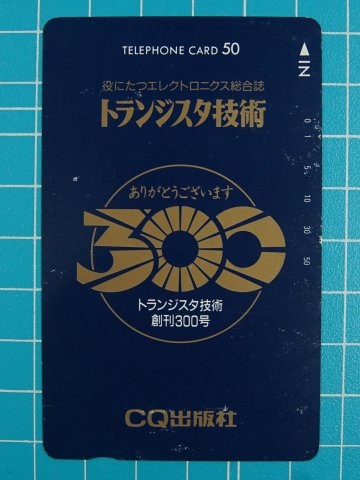 TELEPHONE CARD 50
IN
役にたつエレクトロニクス総合誌
トランジスタ技術
0
1
5
10
30
50
ありがとうございます
300
トランジスタ技術
創刊300号
CQ出版社